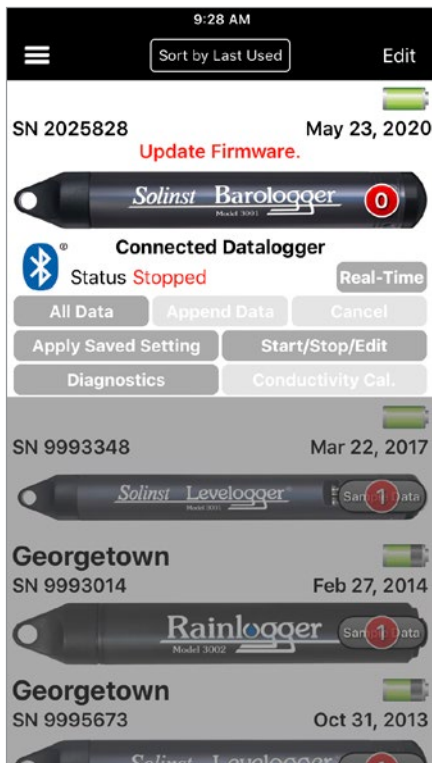 9:28 AM
Sort by Last Used
Edit
SN 2025828 May 23, 2020
Update Firmware.
Solinst Barologger 0
Model 3001
®
Connected Datalogger
Status Stopped
Real-Time
All Data Append Data Cancel
Apply Saved Setting Start/Stop/Edit
Diagnostics Conductivity Cal.
SN 9993348 Mar 22, 2017
Solinst Levelogger® Sample Data 1
Model 3001
Georgetown
SN 9993014 Feb 27, 2014
Rainlogger Sample Data 1
Model 3002
Georgetown
SN 9995673 Oct 31, 2013
Solinst Levelogger